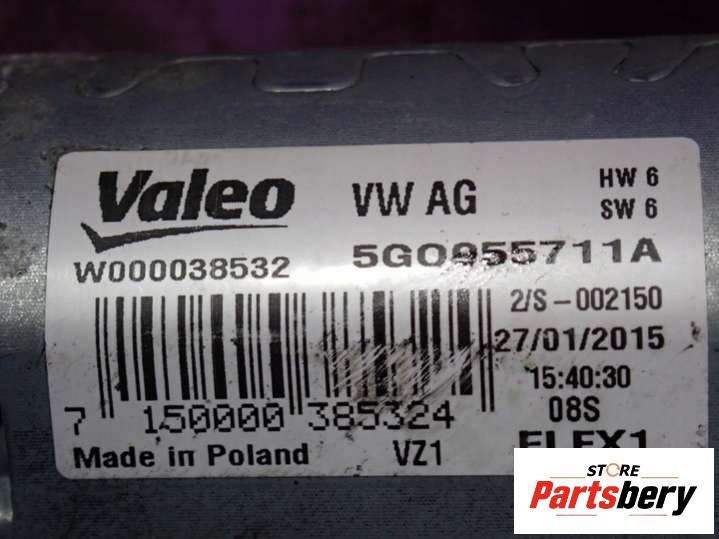 Valeo VW AG HW 6
SW 6
W000038532 5G0955711A
2/S-002150
27/01/2015
15:40:30
7 150000 385324 08S
Made in Poland VZ1
STORE
Partsbery